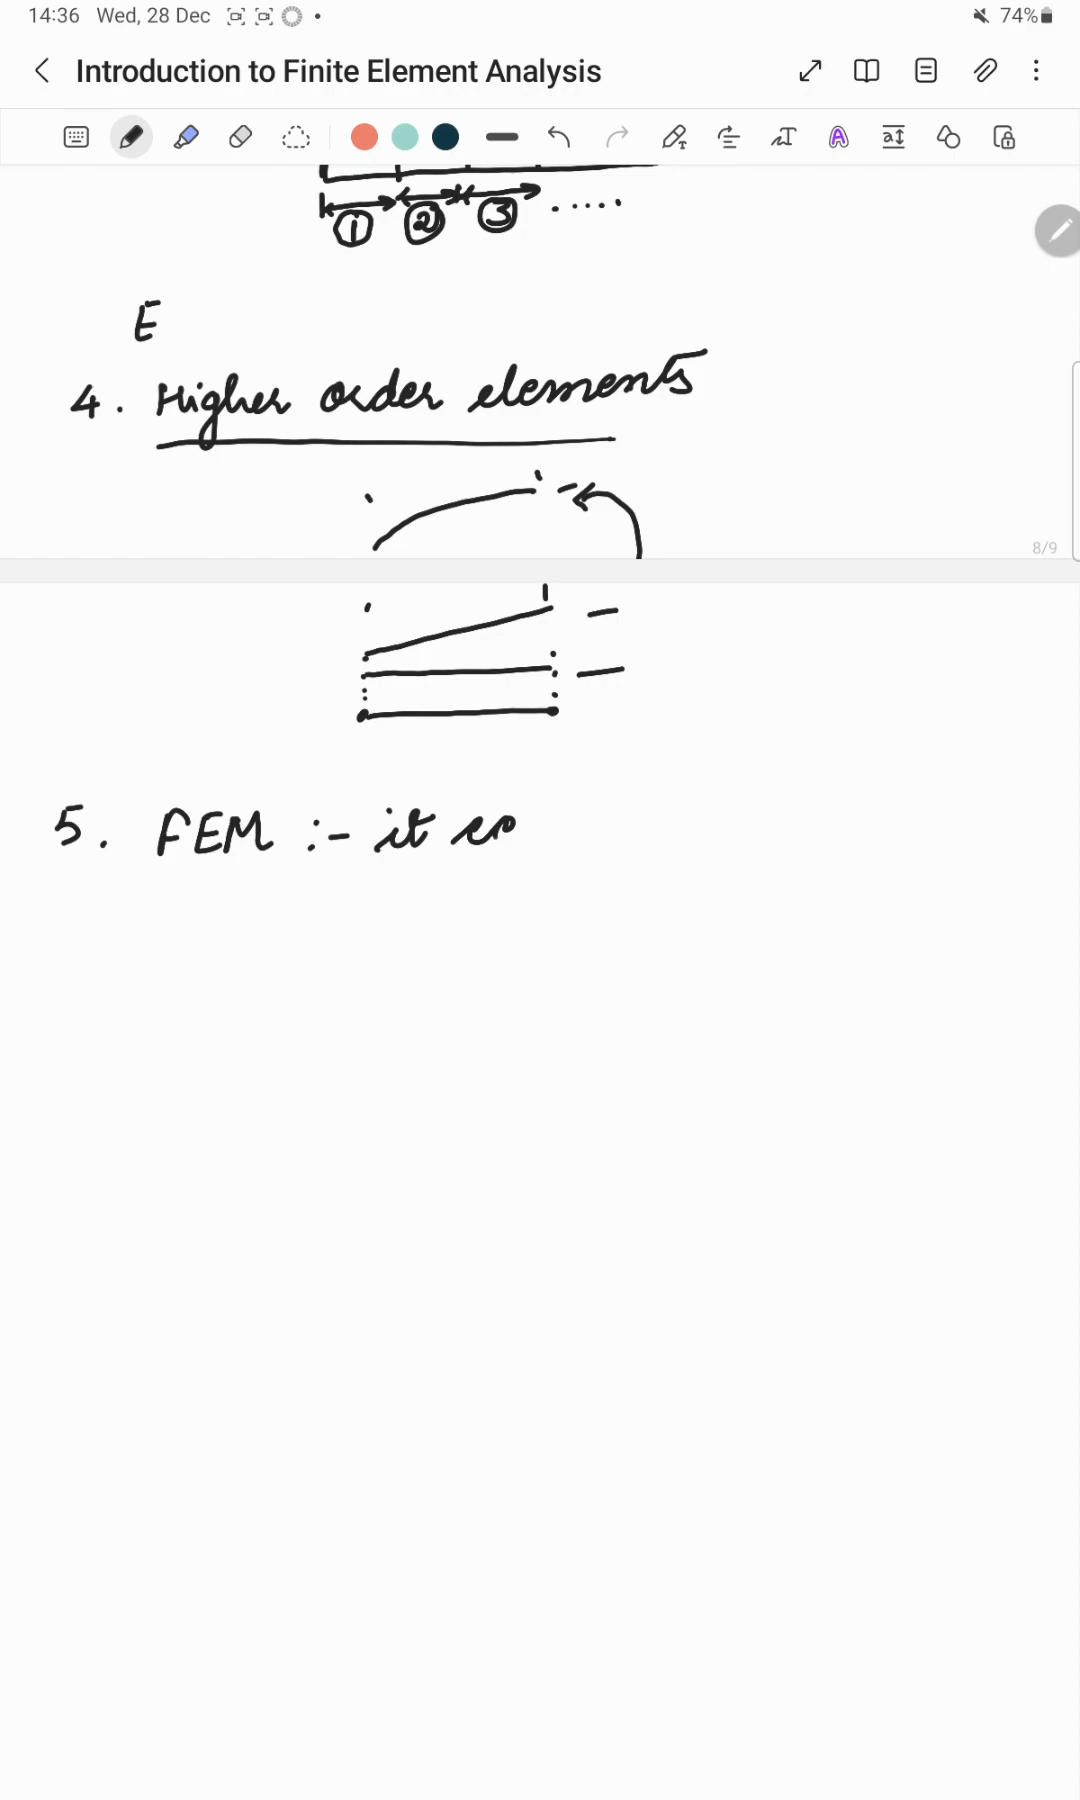 14:36 Wed, 28 Dec 74%
Introduction to Finite Element Analysis
1 2 3 .....
E
4. Higher order elements
8/9
5. FEM :- it